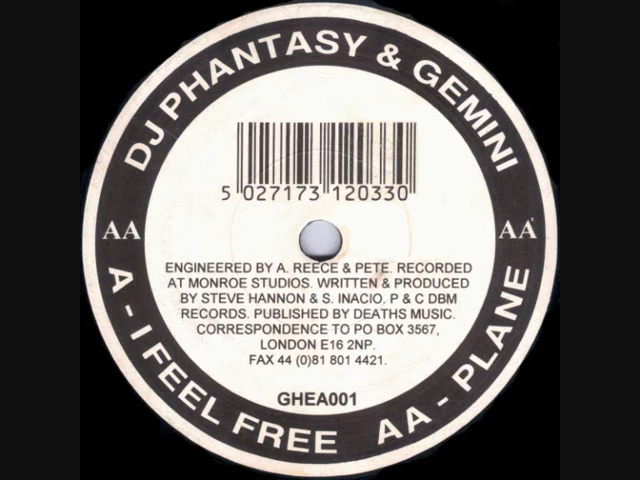 DJ PHANTASY & GEMINI
5 027173 120330
AA
AA
ENGINEERED BY A. REECE & PETE. RECORDED
AT MONROE STUDIOS. WRITTEN & PRODUCED
BY STEVE HANNON & S. INACIO, P & C DBM
RECORDS. PUBLISHED BY DEATHS MUSIC.
CORRESPONDENCE TO PO BOX 3567,
LONDON E16 2NP.
FAX 44 (0)81 801 4421.
GHEA001
A - I FEEL FREE AA - PLANE